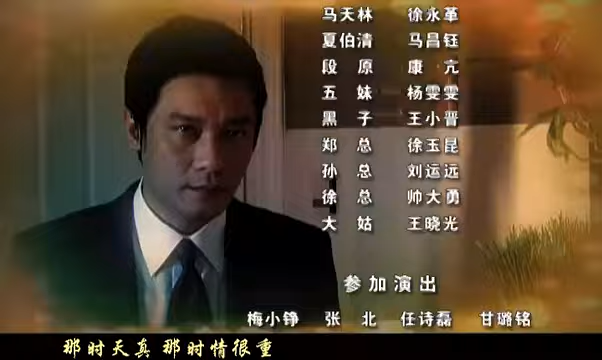 马天林 徐永革
夏伯清 马昌钰
段原 康亢
五妹 杨雯雯
黑子 王小晋
郑总 徐玉昆
孙总 刘运远
徐总 帅大勇
大姑 王晓光
参加演出
梅小铮 张北 任诗磊 甘璐铭
那时天真 那时情很重